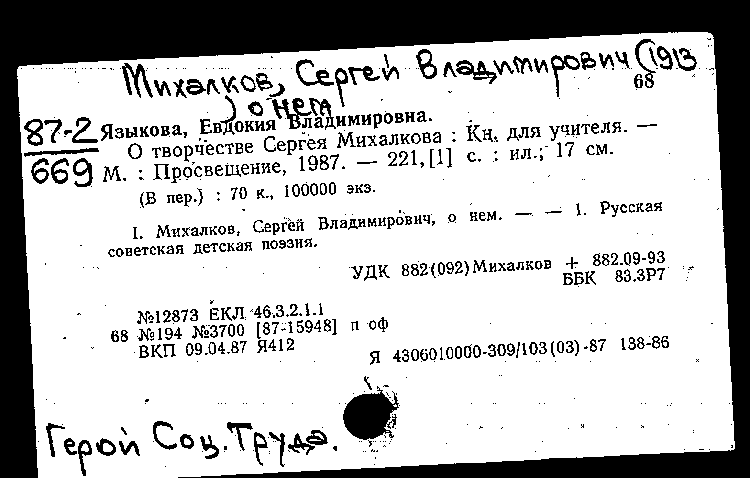 Михалков, Сергей Владимирович (1913
) о нем
68
87-2
669
Языкова, Евдокия Владимировна.
О творчестве Сергея Михалкова : Кн. для учителя. —
М. : Просвещение, 1987. — 221, [1] с. : ил.; 17 см.
(В пер.) : 70 к., 100000 экз.
I. Михалков, Сергей Владимирович, о нем. — — 1. Русская
советская детская поэзия.
УДК 882(092)Михалков + 882.09-93
ББК 83.3Р7
№12873 ЕКЛ 46.3.2.1.1
68 №194 №3700 [87-15948] п оф
ВКП 09.04.87 Я412
Я 4306010000-309/103(03)-87 138-86
Герой Соц. Труда.